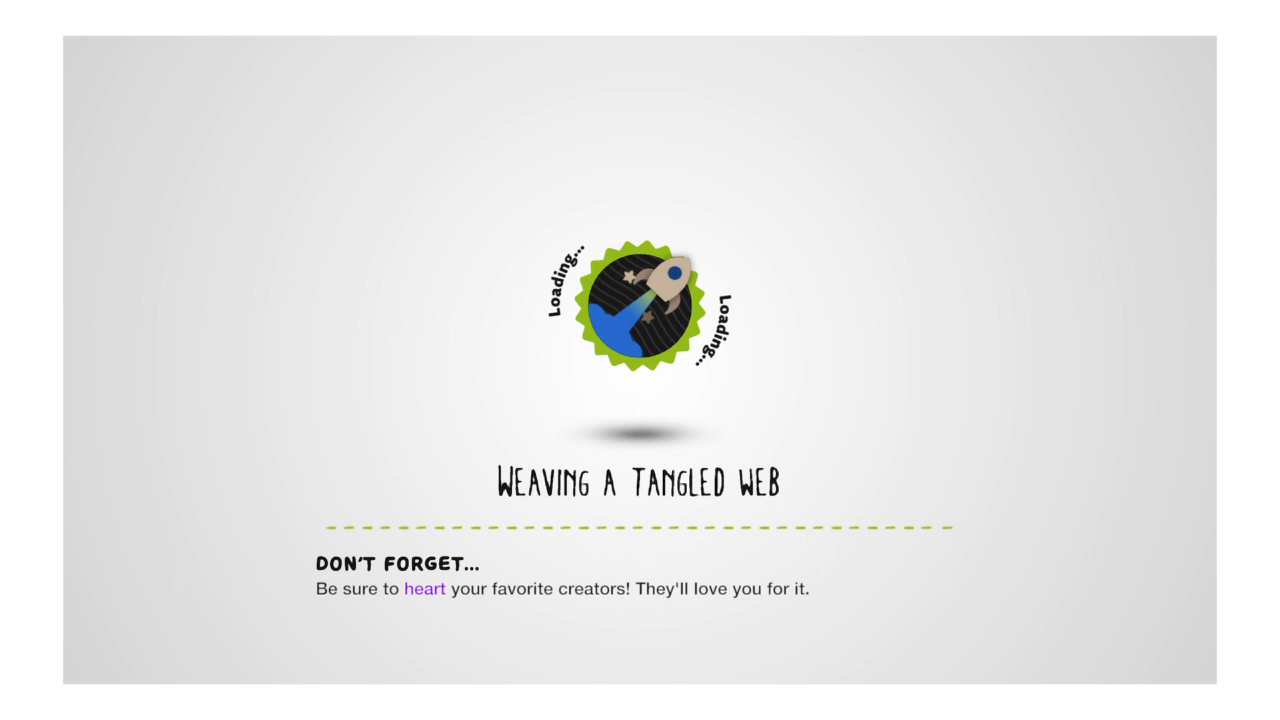 Loading...
Loading...
WEAVING A TANGLED WEB
DON'T FORGET...
Be sure to heart your favorite creators! They'll love you for it.